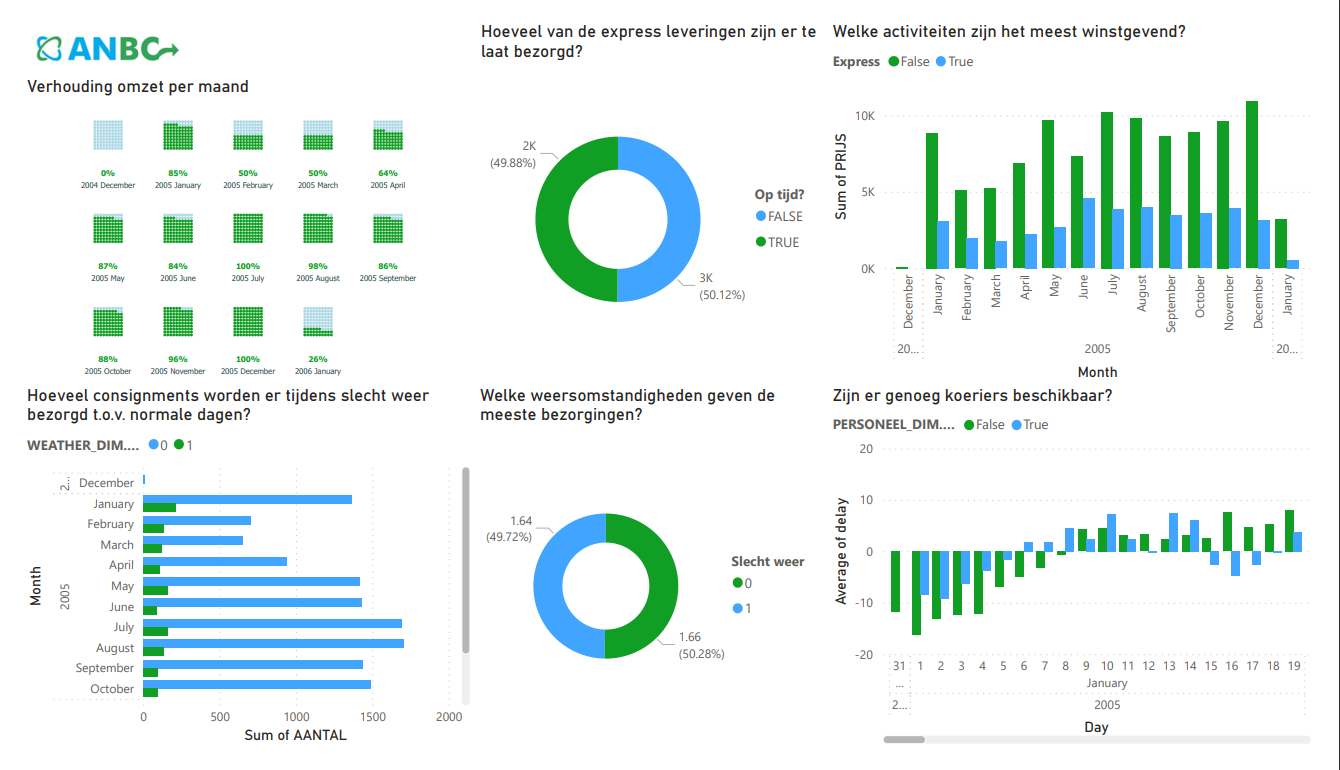 ANBC
Verhouding omzet per maand
0%
2004 December
85%
2005 January
50%
2005 February
50%
2005 March
64%
2005 April
87%
2005 May
84%
2005 June
100%
2005 July
98%
2005 August
86%
2005 September
88%
2005 October
96%
2005 November
100%
2005 December
26%
2006 January
Hoeveel van de express leveringen zijn er te
laat bezorgd?
2K
(49.88%)
3K
(50.12%)
Op tijd?
FALSE
TRUE
Welke activiteiten zijn het meest winstgevend?
Express False True
Sum of PRIJS
10K
5K
0K
December January February March April May June July August September October November December January
20... 2005 20...
Month
Hoeveel consignments worden er tijdens slecht weer
bezorgd t.o.v. normale dagen?
WEATHER_DIM.... 0 1
Month
2...
2005
December
January
February
March
April
May
June
July
August
September
October
0 500 1000 1500 2000
Sum of AANTAL
Welke weersomstandigheden geven de
meeste bezorgingen?
1.64
(49.72%)
1.66
(50.28%)
Slecht weer
0
1
Zijn er genoeg koeriers beschikbaar?
PERSONEEL_DIM.... False True
Average of delay
20
10
0
-10
-20
31 1 2 3 4 5 6 7 8 9 10 11 12 13 14 15 16 17 18 19
... January
2... 2005
Day